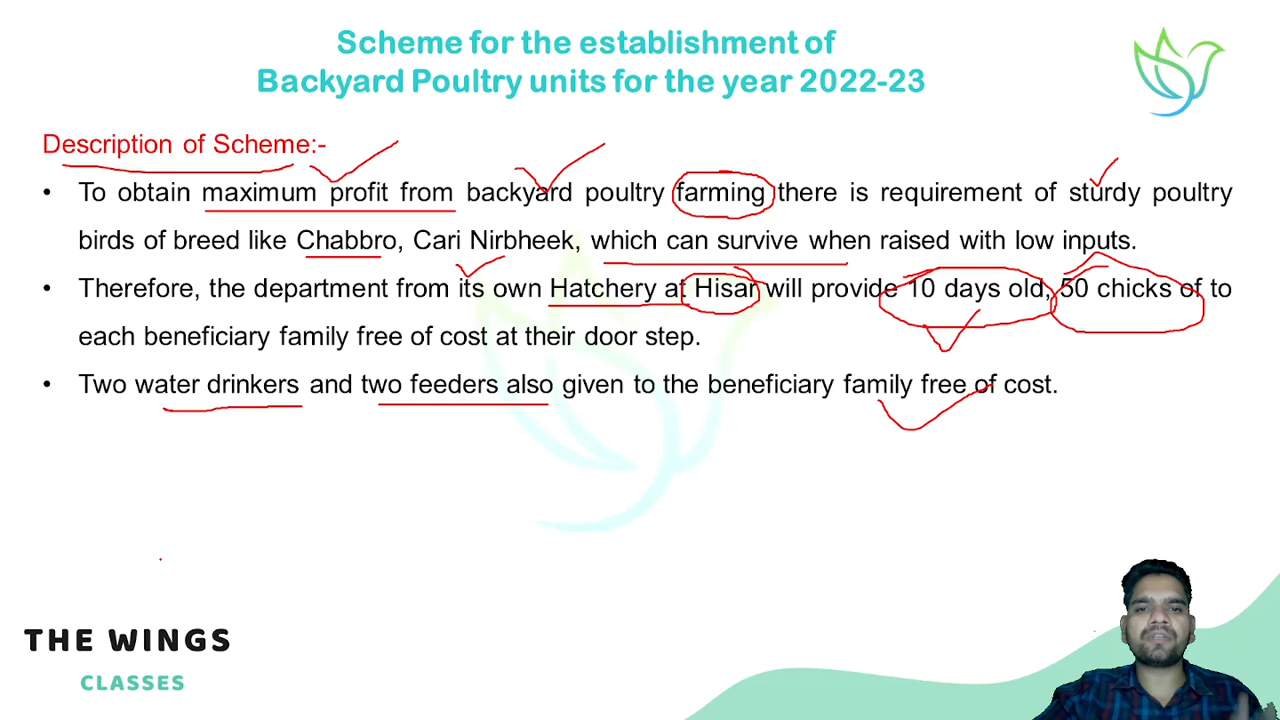 Scheme for the establishment of
Backyard Poultry units for the year 2022-23
Description of Scheme:-
• To obtain maximum profit from backyard poultry farming there is requirement of sturdy poultry
birds of breed like Chabbro, Cari Nirbheek, which can survive when raised with low inputs.
• Therefore, the department from its own Hatchery at Hisar will provide 10 days old, 50 chicks of to
each beneficiary family free of cost at their door step.
• Two water drinkers and two feeders also given to the beneficiary family free of cost.
THE WINGS
CLASSES